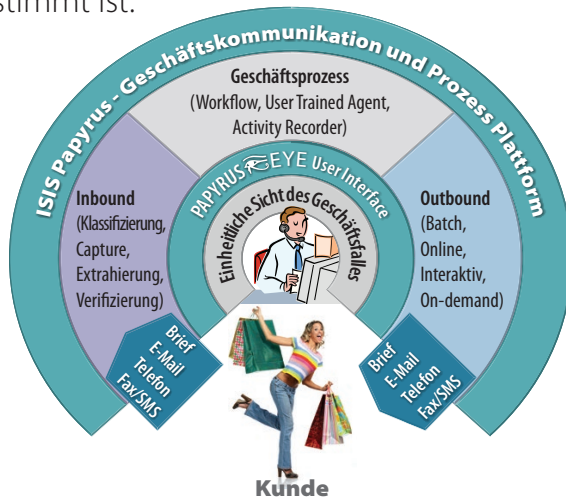 stimmt ist.
ISIS Papyrus - Geschäftskommunikation und Prozess Plattform
Geschäftsprozess
(Workflow, User Trained Agent,
Activity Recorder)
PAPYRUS EYE User Interface
Einheitliche Sicht des Geschäftsfalles
Inbound
(Klassifizierung,
Capture,
Extrahierung,
Verifizierung)
Outbound
(Batch,
Online,
Interaktiv,
On-demand)
Brief
E-Mail
Telefon
Fax/SMS
Brief
E-Mail
Telefon
Fax/SMS
Kunde